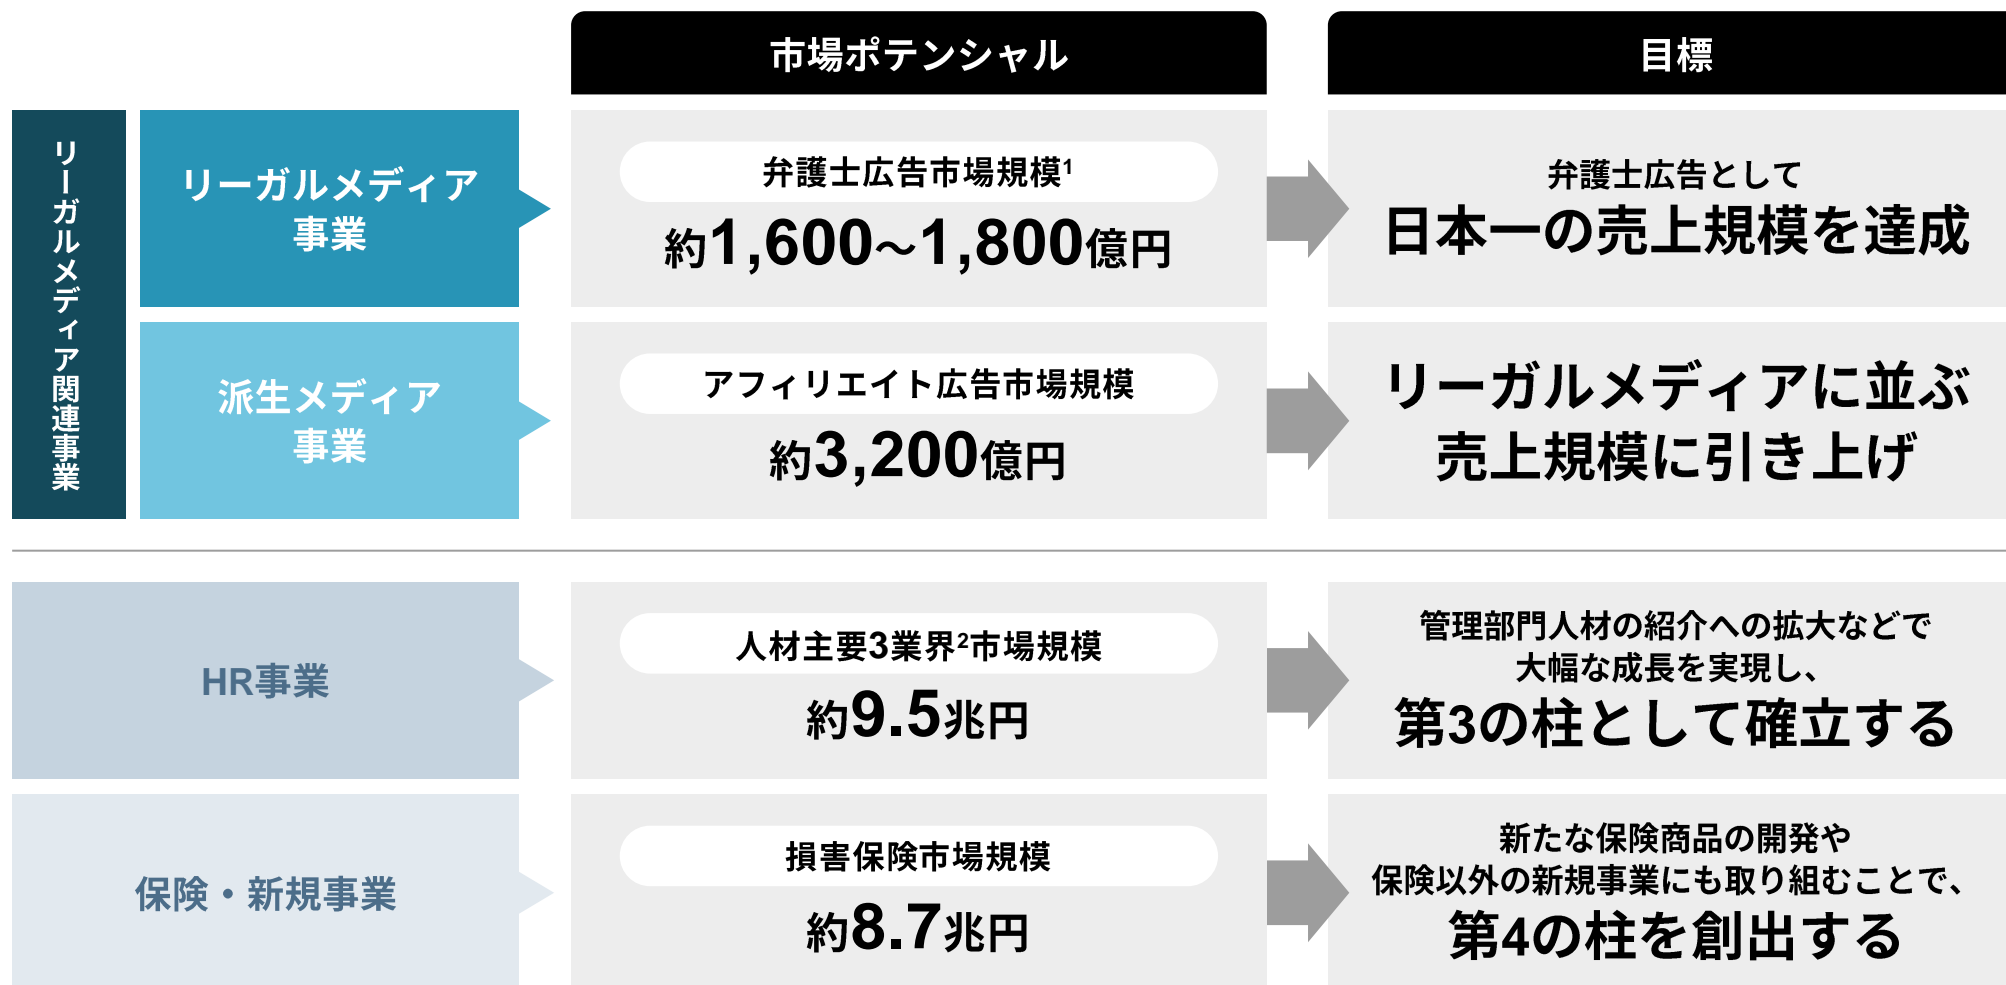 市場ポテンシャル
目標
リーガルメディア関連事業
リーガルメディア
事業
弁護士広告市場規模1
約1,600～1,800億円
弁護士広告として
日本一の売上規模を達成
派生メディア
事業
アフィリエイト広告市場規模
約3,200億円
リーガルメディアに並ぶ
売上規模に引き上げ
HR事業
人材主要3業界2市場規模
約9.5兆円
管理部門人材の紹介への拡大などで
大幅な成長を実現し、
第3の柱として確立する
保険・新規事業
損害保険市場規模
約8.7兆円
新たな保険商品の開発や
保険以外の新規事業にも取り組むことで、
第4の柱を創出する